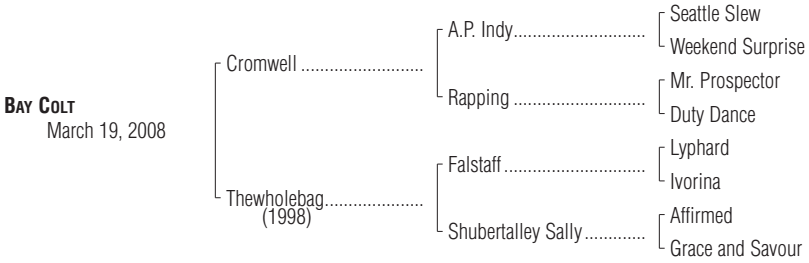 Seattle Slew
A.P. Indy..............................
Weekend Surprise
Cromwell ...........................
Mr. Prospector
Rapping .............................
Duty Dance
BAY COLT
March 19, 2008
Lyphard
Falstaff ...............................
Ivorina
Thewholebag......................
(1998)
Affirmed
Shubertalley Sally..............
Grace and Savour